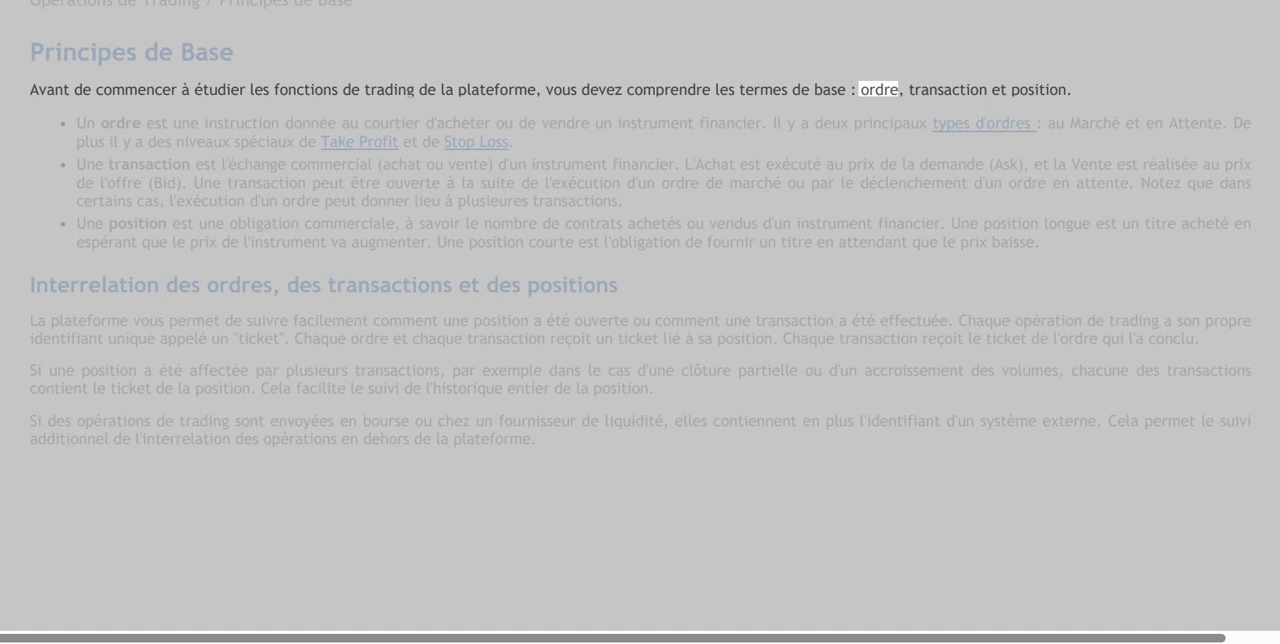 Opérations de Trading / Principes de Base
Principes de Base
Avant de commencer à étudier les fonctions de trading de la plateforme, vous devez comprendre les termes de base : ordre, transaction et position.
• Un ordre est une instruction donnée au courtier d'acheter ou de vendre un instrument financier. Il y a deux principaux types d'ordres : au Marché et en Attente. De
plus il y a des niveaux spéciaux de Take Profit et de Stop Loss.
• Une transaction est l'échange commercial (achat ou vente) d'un instrument financier. L'Achat est exécuté au prix de la demande (Ask), et la Vente est réalisée au prix
de l'offre (Bid). Une transaction peut être ouverte à la suite de l'exécution d'un ordre de marché ou par le déclenchement d'un ordre en attente. Notez que dans
certains cas, l'exécution d'un ordre peut donner lieu à plusieures transactions.
• Une position est une obligation commerciale, à savoir le nombre de contrats achetés ou vendus d'un instrument financier. Une position longue est un titre acheté en
espérant que le prix de l'instrument va augmenter. Une position courte est l'obligation de fournir un titre en attendant que le prix baisse.
Interrelation des ordres, des transactions et des positions
La plateforme vous permet de suivre facilement comment une position a été ouverte ou comment une transaction a été effectuée. Chaque opération de trading a son propre
identifiant unique appelé un "ticket". Chaque ordre et chaque transaction reçoit un ticket lié à sa position. Chaque transaction reçoit le ticket de l'ordre qui l'a conclu.
Si une position a été affectée par plusieurs transactions, par exemple dans le cas d'une clôture partielle ou d'un accroissement des volumes, chacune des transactions
contient le ticket de la position. Cela facilite le suivi de l'historique entier de la position.
Si des opérations de trading sont envoyées en bourse ou chez un fournisseur de liquidité, elles contiennent en plus l'identifiant d'un système externe. Cela permet le suivi
additionnel de l'interrelation des opérations en dehors de la plateforme.